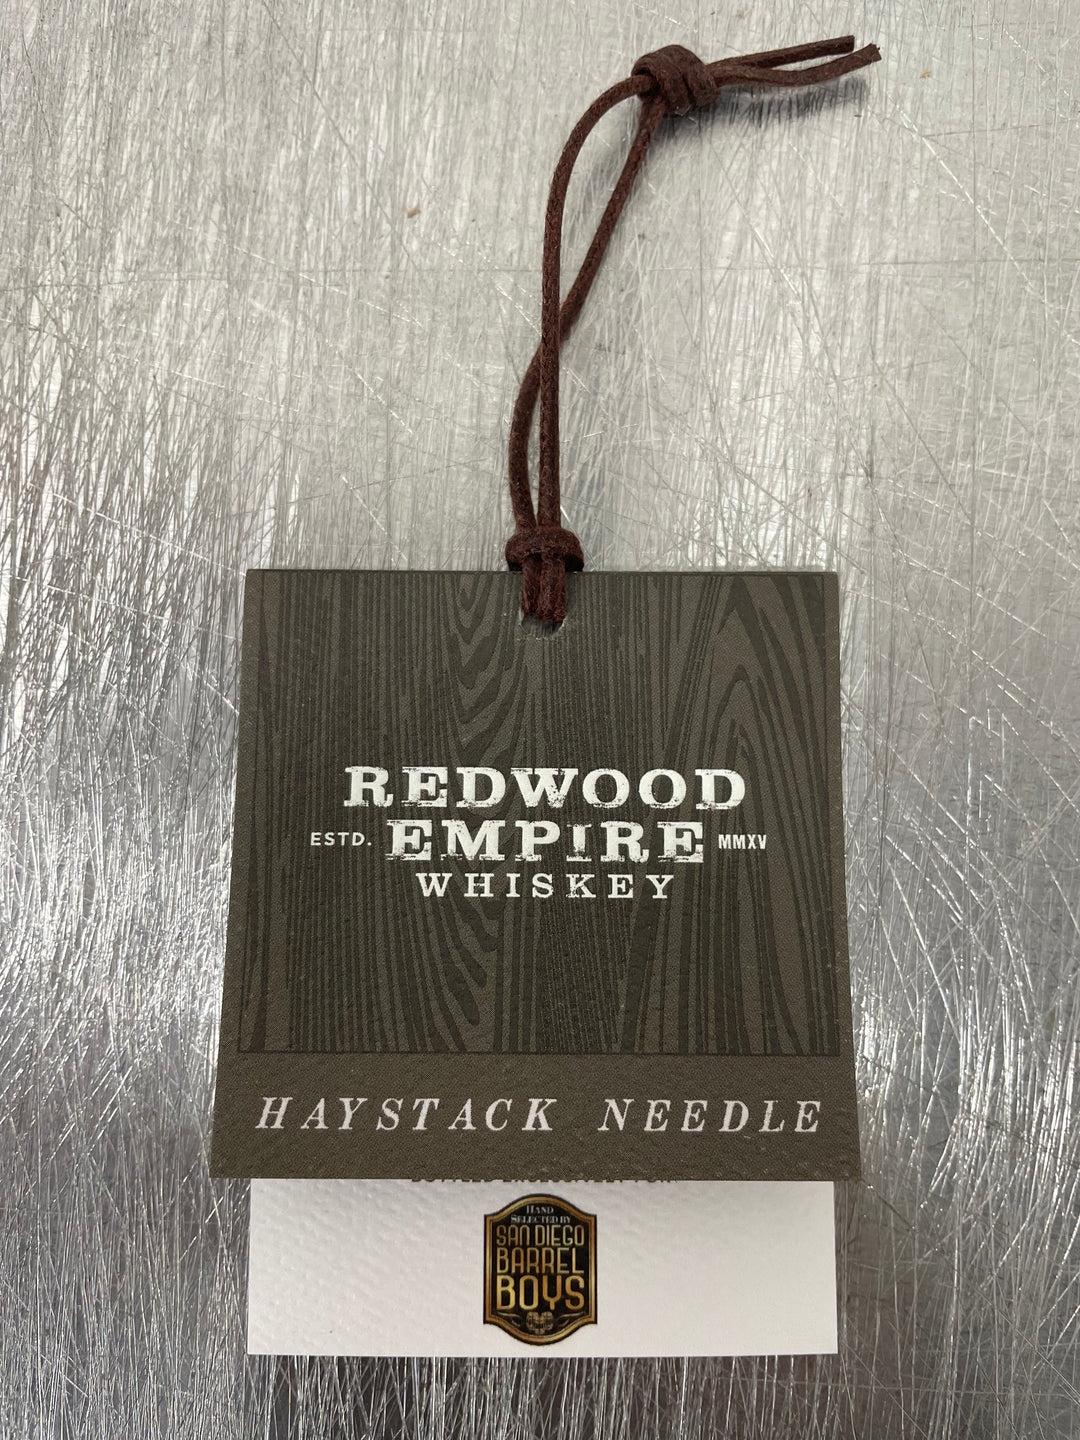 REDWOOD
ESTD. EMPIRE MMXV
WHISKEY
HAYSTACK NEEDLE
HAND
SELECTED BY
SAN DIEGO
BARREL
BOYS